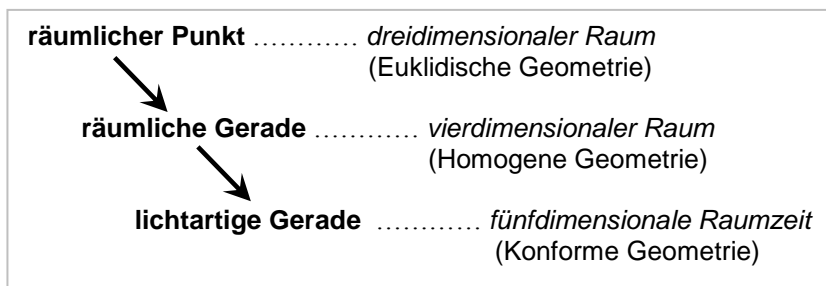 räumlicher Punkt ………… dreidimensionaler Raum
(Euklidische Geometrie)
räumliche Gerade ………… vierdimensionaler Raum
(Homogene Geometrie)
lichtartige Gerade ………… fünfdimensionale Raumzeit
(Konforme Geometrie)